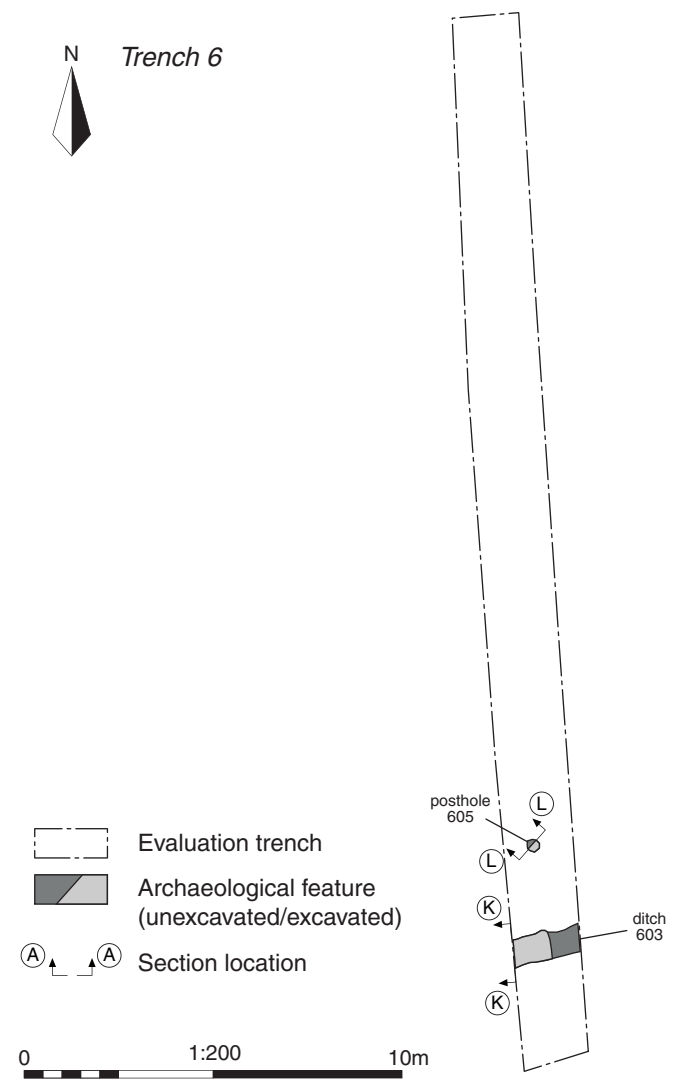 N
Trench 6
posthole
605
L
L
K
ditch
603
K
Evaluation trench
Archaeological feature
(unexcavated/excavated)
A A Section location
0 1:200 10m